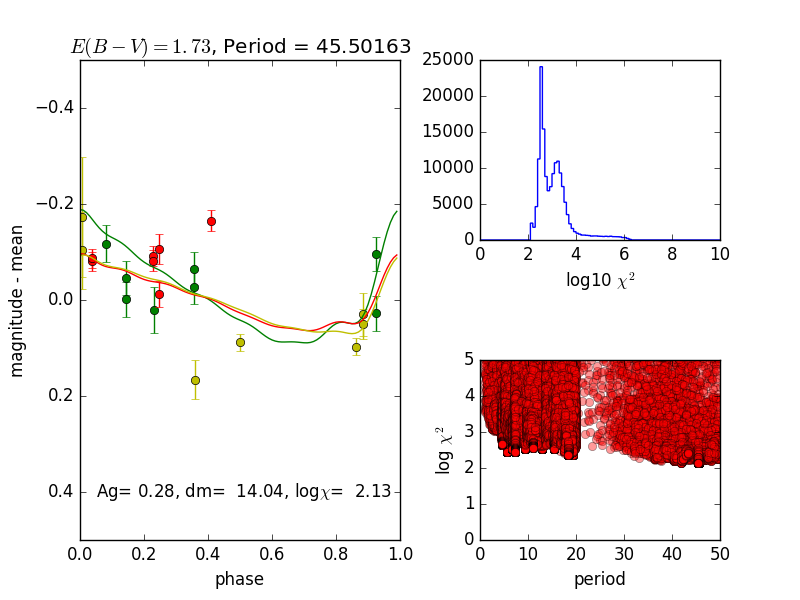 E(B − V) = 1.73, Period = 45.50163
−0.4
−0.2
0.0
0.2
0.4
magnitude - mean
Ag= 0.28, dm=  14.04, logχ=  2.13
0.0 0.2 0.4 0.6 0.8 1.0
phase
25000
20000
15000
10000
5000
0
0 2 4 6 8 10
log10 χ²
5
4
3
2
1
0
log χ²
0 10 20 30 40 50
period